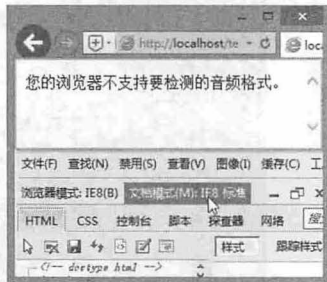 http://localhost/te
loc
您的浏览器不支持要检测的音频格式。
文件(F) 查找(N) 禁用(S) 查看(V) 图像(I) 缓存(C) 工
浏览器模式: IE8(B) 文档模式(M): IE8 标准
HTML CSS 控制台 脚本 探查器 网络 搜
样式 跟踪样式
<!-- doctype html -->